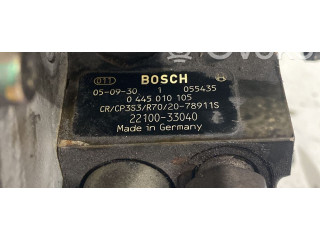 BOSCH
05-09-30 1 055435
0 445 010 105
CR/CP3S3/R70/20-78911S
22100-33040
Made in Germany